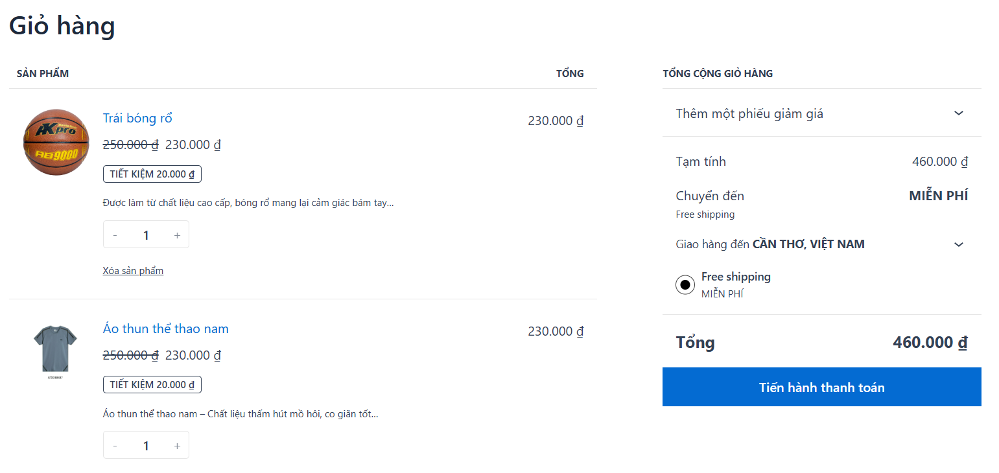 Giỏ hàng
SẢN PHẨM
TỔNG
AKpro
AB9000
Trái bóng rổ
230.000 ₫
250.000 ₫ 230.000 ₫
TIẾT KIỆM 20.000 ₫
Được làm từ chất liệu cao cấp, bóng rổ mang lại cảm giác bám tay…
- 1 +
Xóa sản phẩm
Áo thun thể thao nam
230.000 ₫
250.000 ₫ 230.000 ₫
TIẾT KIỆM 20.000 ₫
Áo thun thể thao nam – Chất liệu thấm hút mồ hôi, co giãn tốt…
- 1 +
TỔNG CỘNG GIỎ HÀNG
Thêm một phiếu giảm giá
Tạm tính 460.000 ₫
Chuyển đến MIỄN PHÍ
Free shipping
Giao hàng đến CẦN THƠ, VIỆT NAM
Free shipping
MIỄN PHÍ
Tổng 460.000 ₫
Tiến hành thanh toán